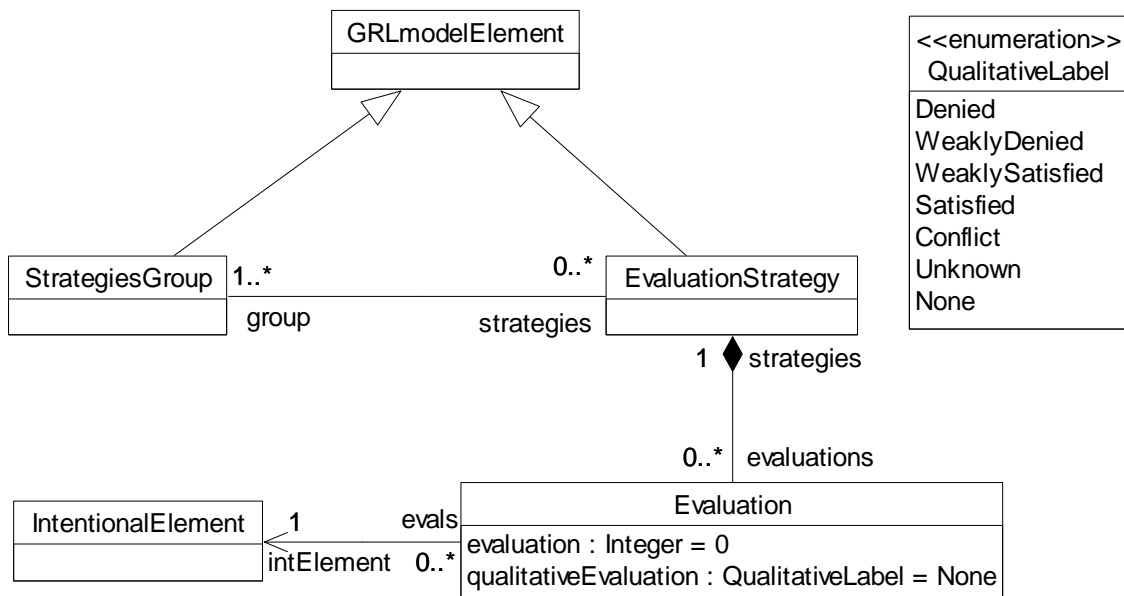 GRLmodelElement
<<enumeration>>
QualitativeLabel
Denied
WeaklyDenied
WeaklySatisfied
Satisfied
Conflict
Unknown
None
StrategiesGroup
1..*
group
0..*
strategies
EvaluationStrategy
1
strategies
0..*
evaluations
IntentionalElement
1
intElement
evals
0..*
Evaluation
evaluation : Integer = 0
qualitativeEvaluation : QualitativeLabel = None